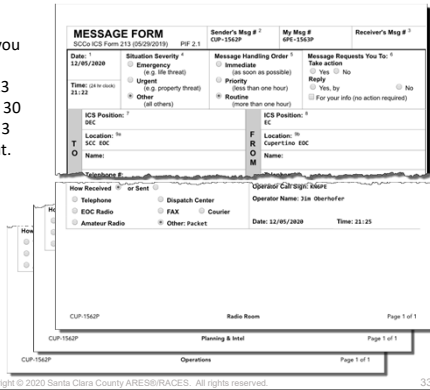 you
3
30
3
t.
MESSAGE FORM
SCCo ICS Form 213 (05/29/2019) PIF 2.1
Sender's Msg # 2
CUP-1562P
My Msg #
6PE-1563P
Receiver's Msg # 3
Date: 1
12/05/2020
Time: (24 hr clock)
21:22
Situation Severity 4
Emergency
(e.g. life threat)
Urgent
(e.g. property threat)
Other
(all others)
Message Handling Order 5
Immediate
(as soon as possible)
Priority
(less than one hour)
Routine
(more than one hour)
Message Requests You To: 6
Take action
Yes No
Reply
Yes, by No
For your info (no action required)
TO
ICS Position: 7
DEC
Location: 9a
SCC EOC
Name:
Telephone #:
FROM
ICS Position: 8
EC
Location: 9b
Cupertino EOC
Name:
How Received or Sent
Telephone
EOC Radio
Amateur Radio
Dispatch Center
FAX Courier
Other: Packet
Operator Call Sign: KN6PE
Operator Name: Jim Oberhofer
Date: 12/05/2020 Time: 21:25
CUP-1562P Radio Room Page 1 of 1
CUP-1562P Planning & Intel Page 1 of 1
CUP-1562P Operations Page 1 of 1
How
© 2020 Santa Clara County ARES®/RACES. All rights reserved.
33